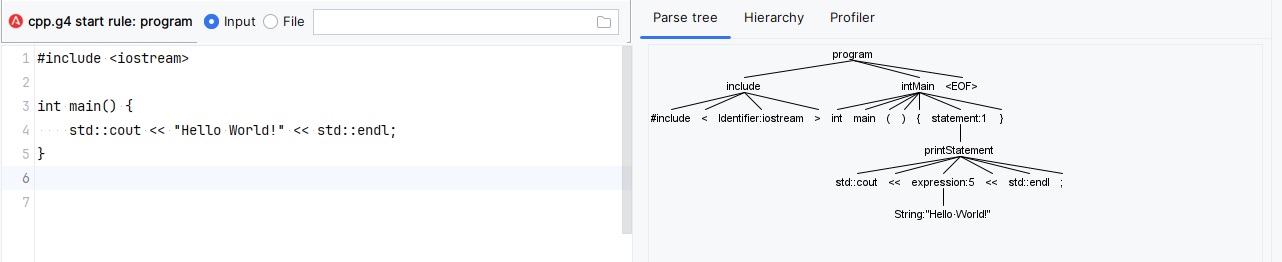 cpp.g4 start rule: program Input File
1 #include <iostream>
2
3 int main() {
4 std::cout << "Hello World!" << std::endl;
5 }
6
7
Parse tree Hierarchy Profiler
program
include intMain <EOF>
#include < Identifier:iostream > int main ( ) { statement:1 }
printStatement
std::cout << expression:5 << std::endl ;
String:"Hello·World!"